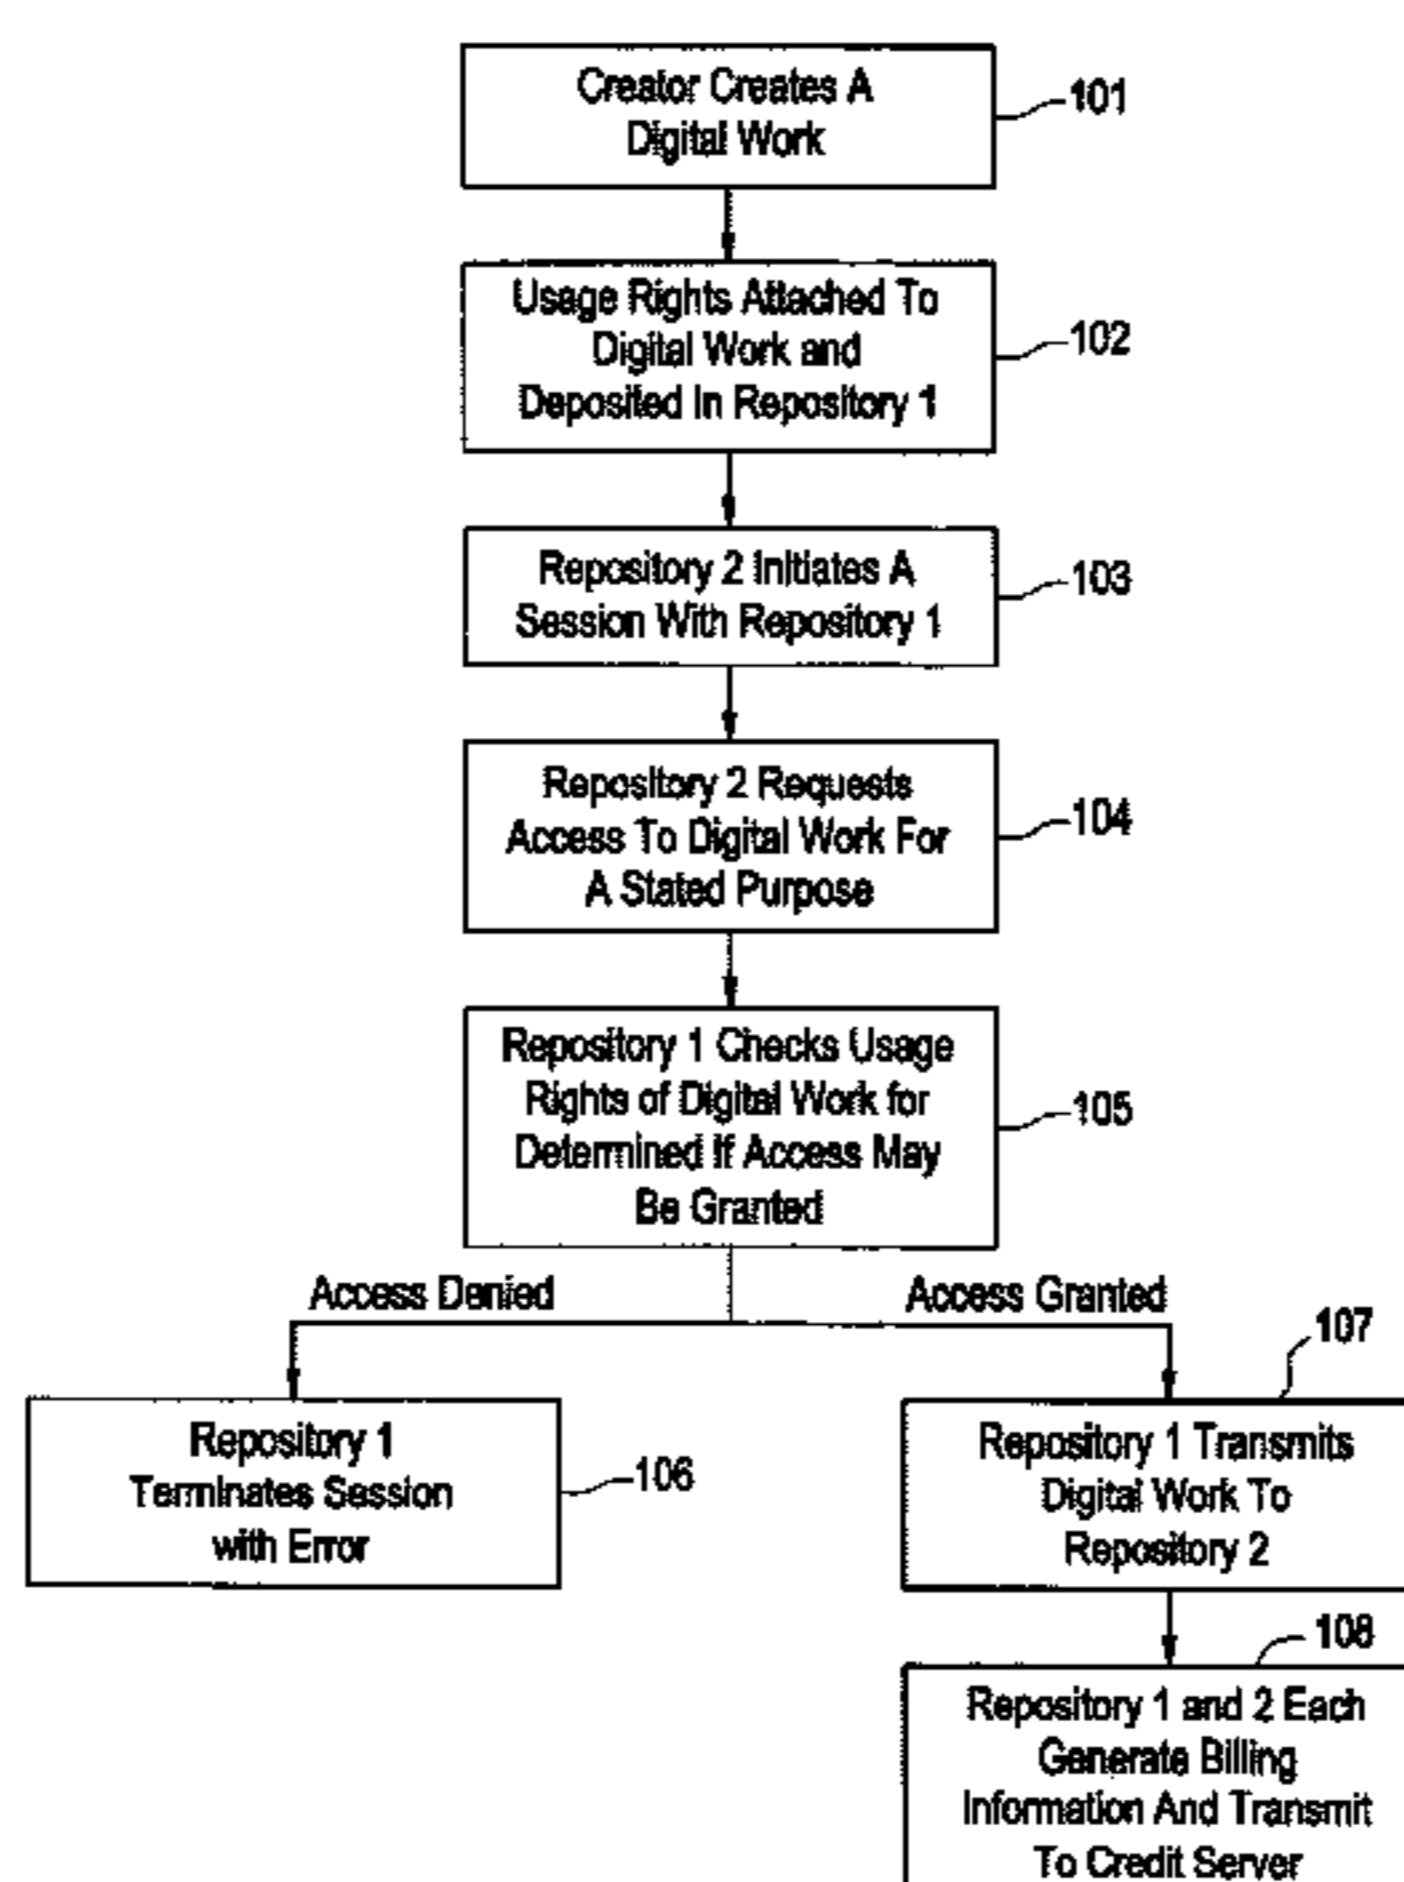 Creator Creates A
Digital Work
101
Usage Rights Attached To
Digital Work and
Deposited In Repository 1
102
Repository 2 Initiates A
Session With Repository 1
103
Repository 2 Requests
Access To Digital Work For
A Stated Purpose
104
Repository 1 Checks Usage
Rights of Digital Work for
Determined If Access May
Be Granted
105
Access Denied
Access Granted
107
Repository 1
Terminates Session
with Error
106
Repository 1 Transmits
Digital Work To
Repository 2
108
Repository 1 and 2 Each
Generate Billing
Information And Transmit
To Credit Server